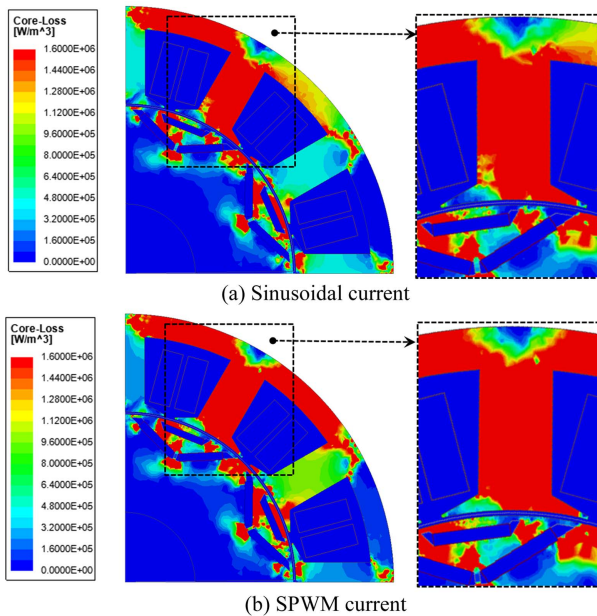 Core-Loss
[W/m^3]
1.6000E+06
1.4400E+06
1.2800E+06
1.1200E+06
9.6000E+05
8.0000E+05
6.4000E+05
4.8000E+05
3.2000E+05
1.6000E+05
0.0000E+00
(a) Sinusoidal current
Core-Loss
[W/m^3]
1.6000E+06
1.4400E+06
1.2800E+06
1.1200E+06
9.6000E+05
8.0000E+05
6.4000E+05
4.8000E+05
3.2000E+05
1.6000E+05
0.0000E+00
(b) SPWM current